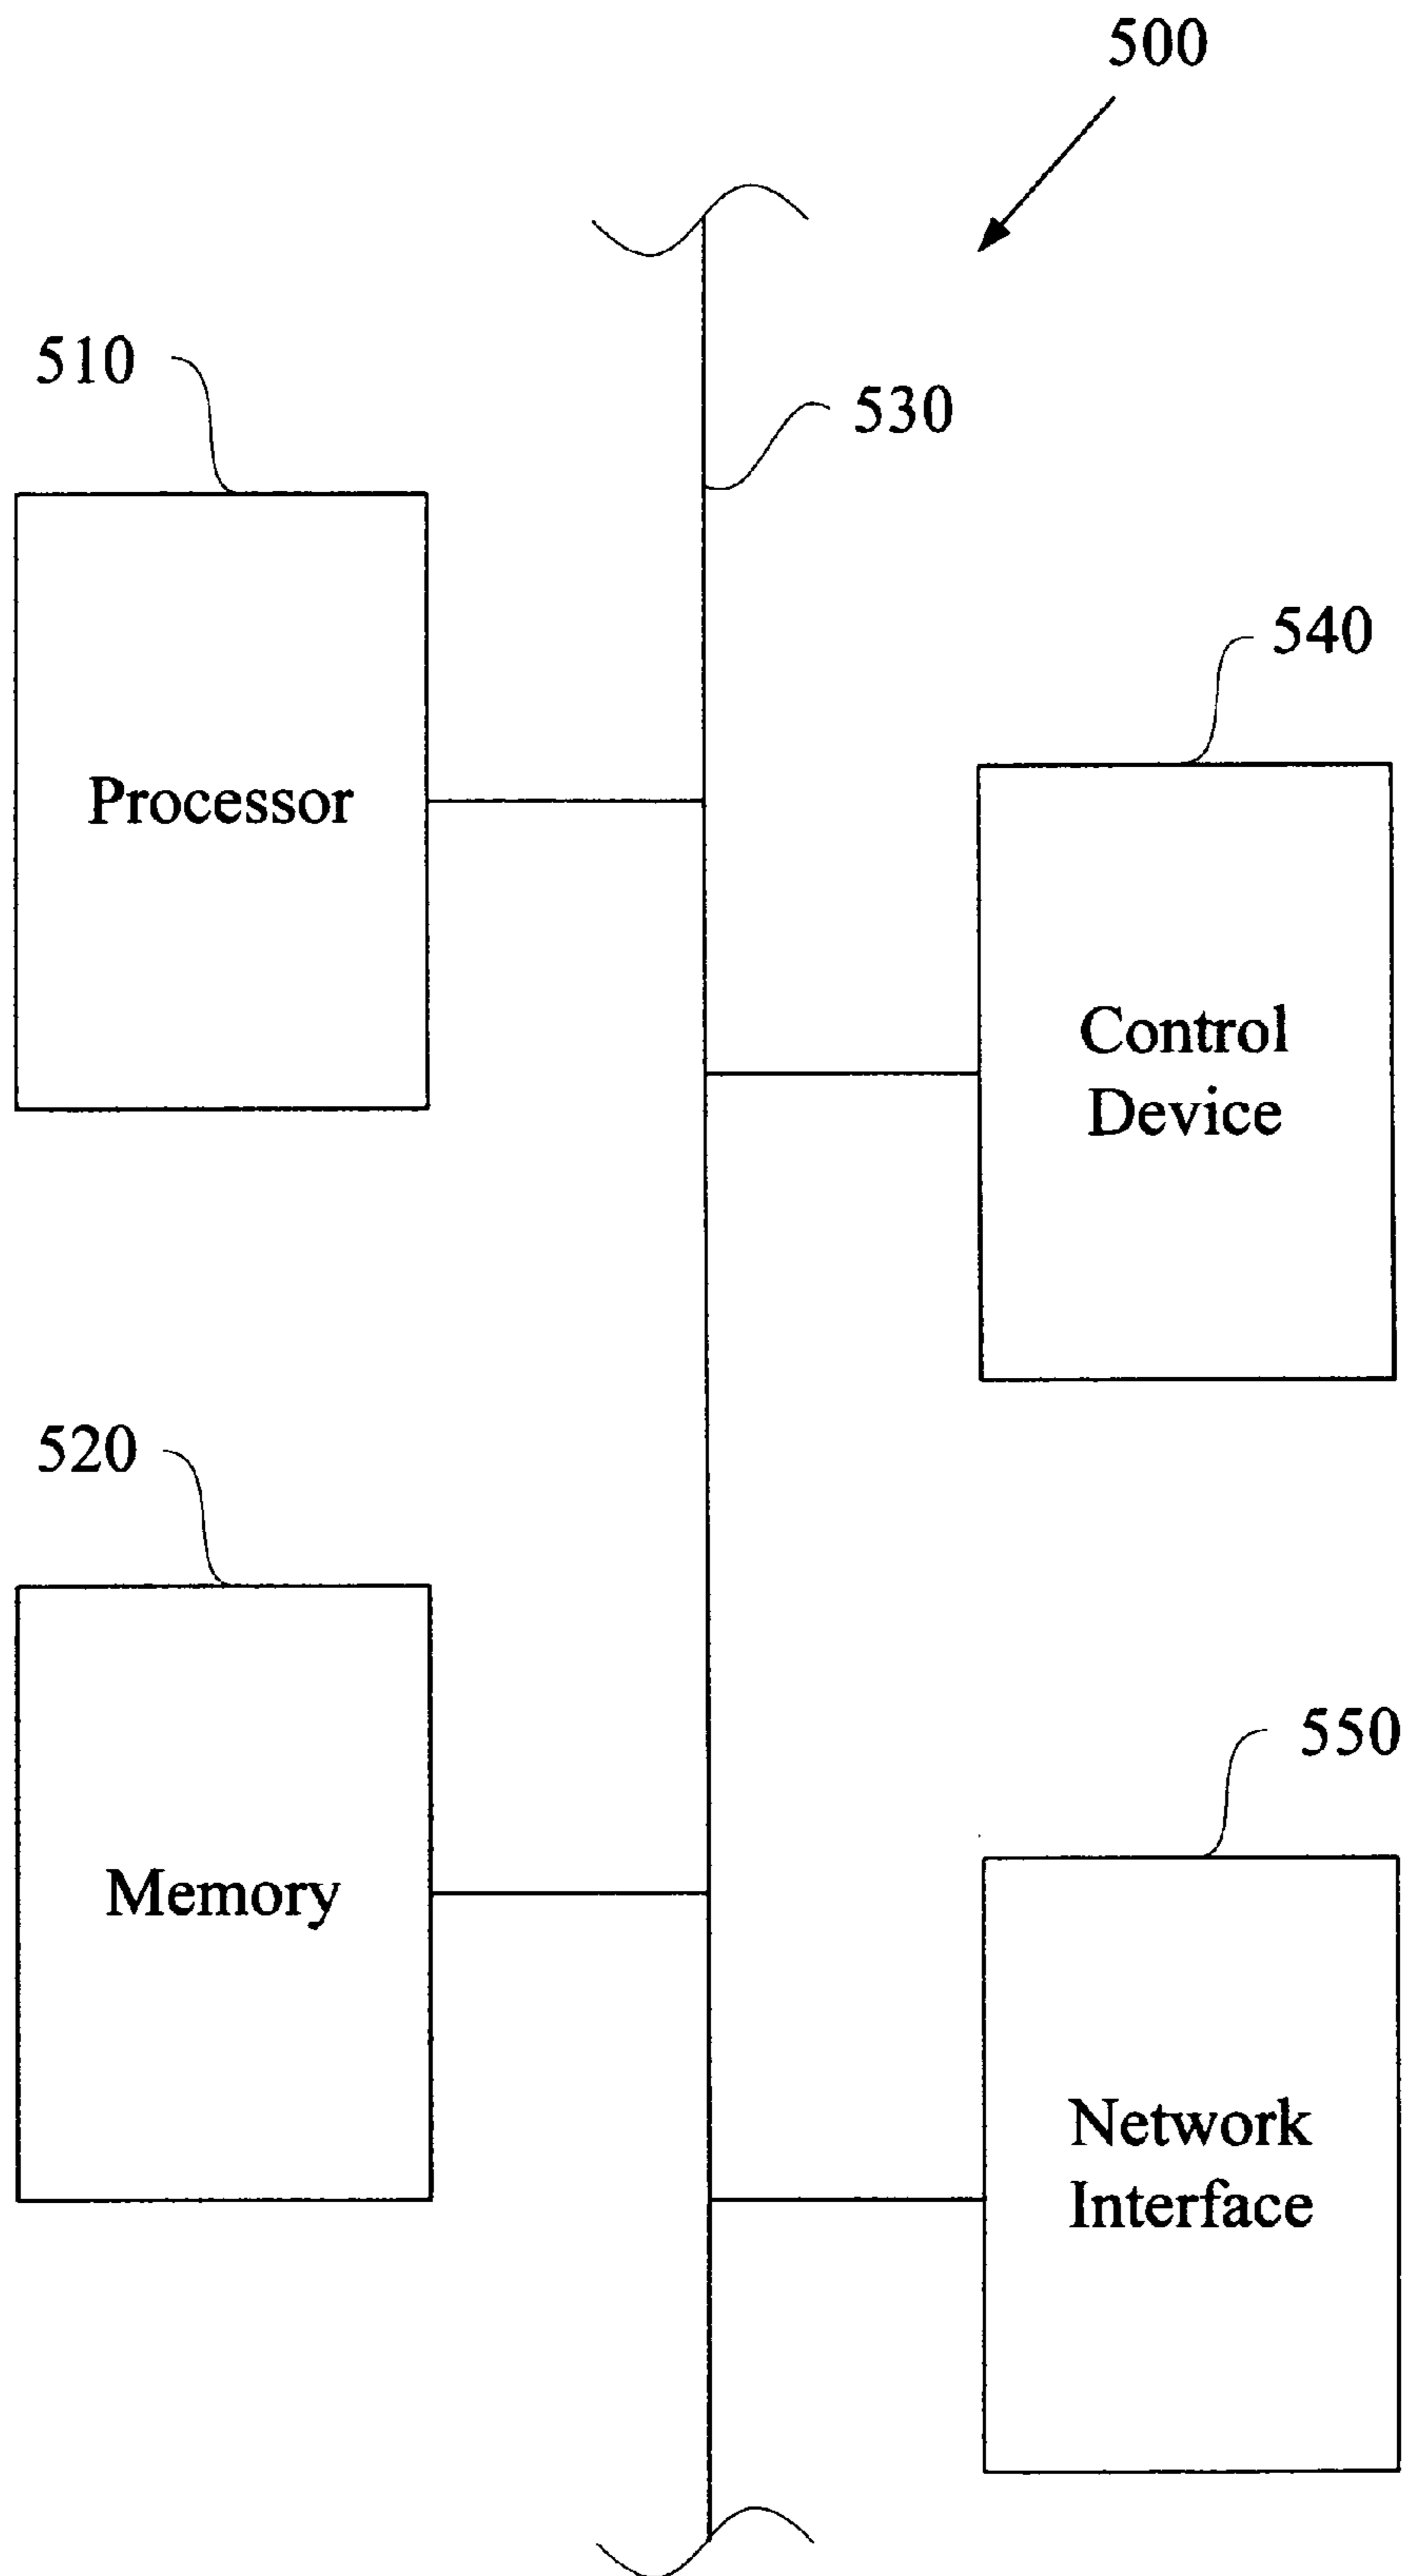 500
510
530
540
Processor
Control
Device
520
550
Memory
Network
Interface